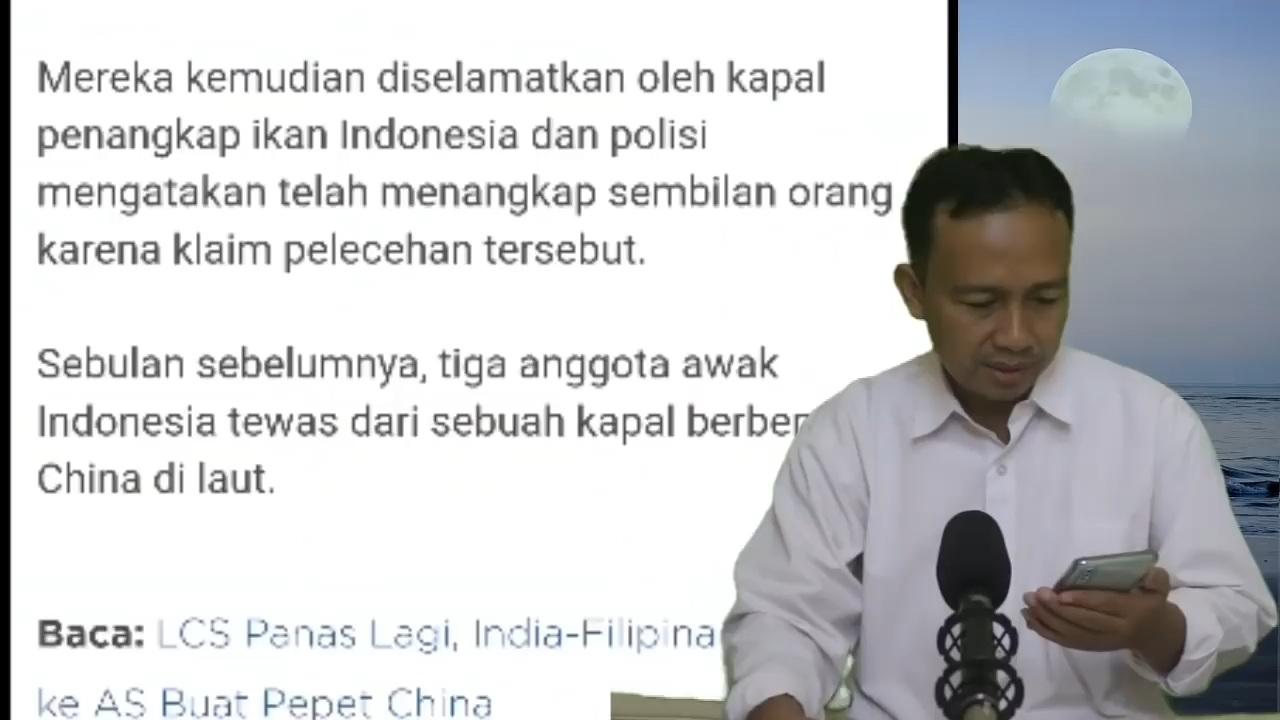 Mereka kemudian diselamatkan oleh kapal
penangkap ikan Indonesia dan polisi
mengatakan telah menangkap sembilan orang
karena klaim pelecehan tersebut.
Sebulan sebelumnya, tiga anggota awak
Indonesia tewas dari sebuah kapal
China di laut.
Baca: LCS Panas Lagi, India-Filipina
ke AS Buat Pepet China